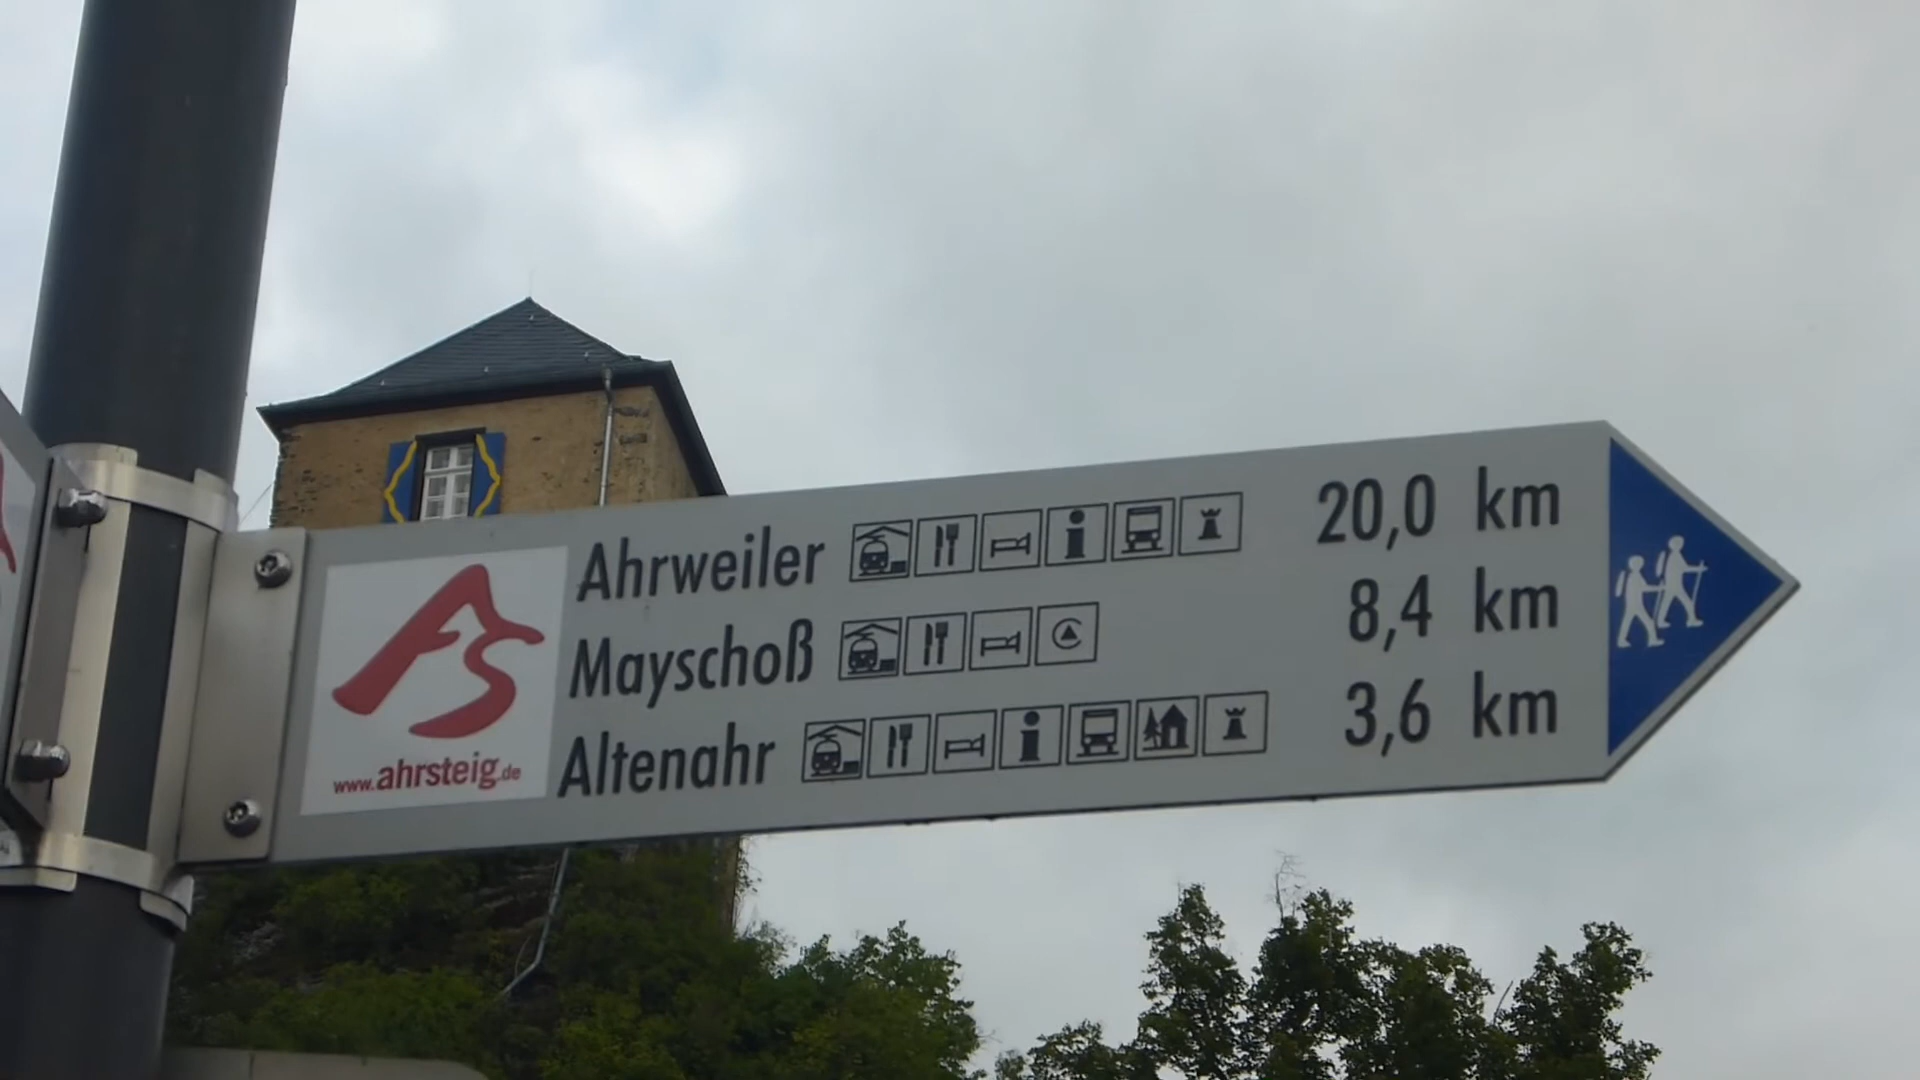 Ahrweiler 20,0 km
Mayschoß 8,4 km
Altenahr 3,6 km
www.ahrsteig.de